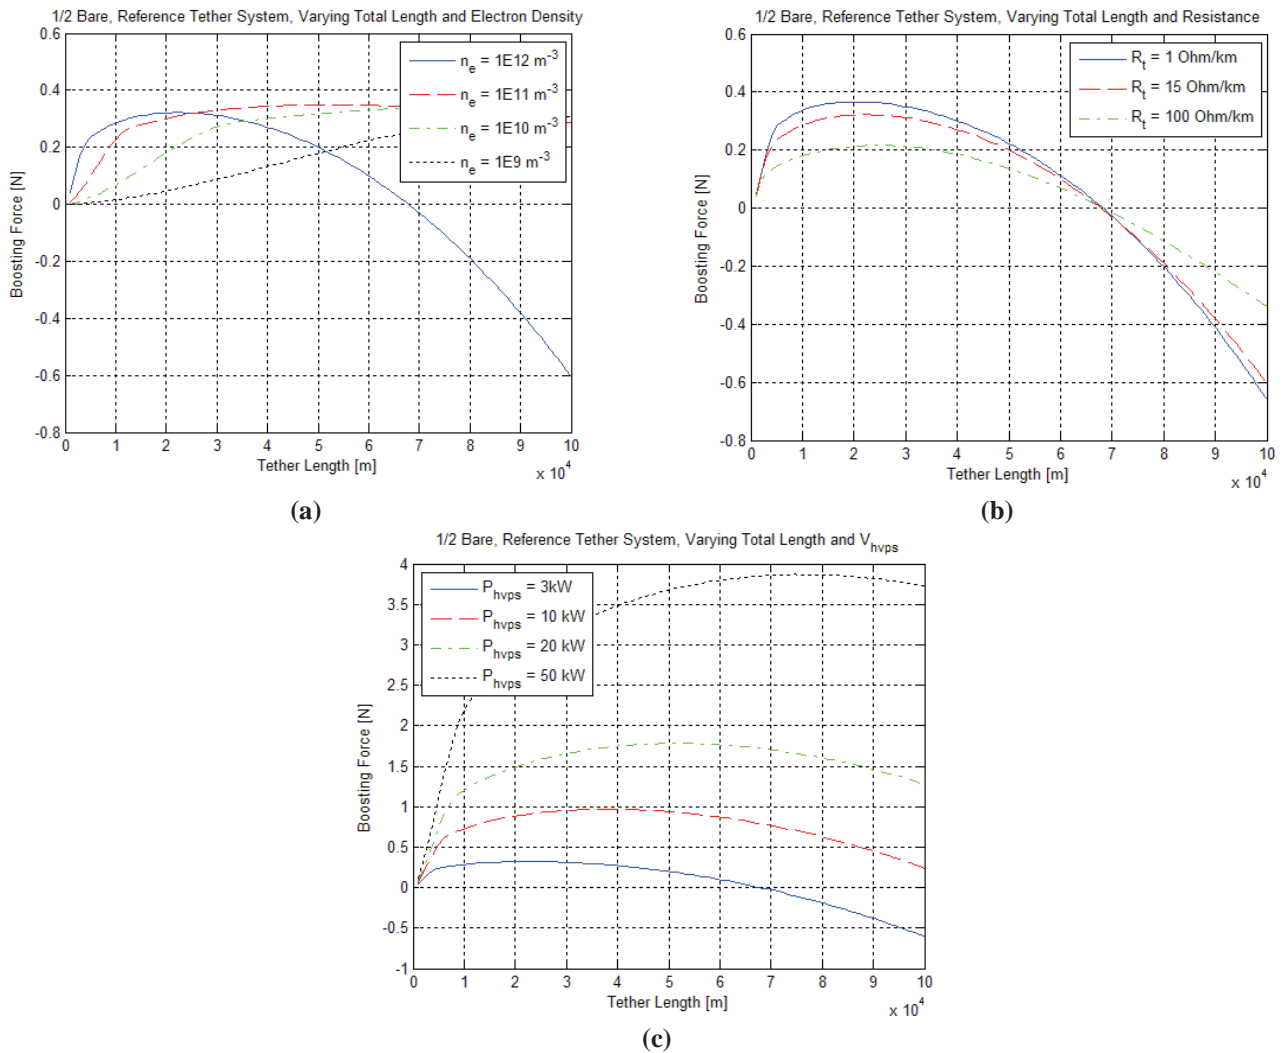 1/2 Bare, Reference Tether System, Varying Total Length and Electron Density
0.6
0.4
0.2
0
-0.2
-0.4
-0.6
-0.8
Boosting Force [N]
n_e = 1E12 m^-3
n_e = 1E11 m^-3
n_e = 1E10 m^-3
n_e = 1E9 m^-3
0 1 2 3 4 5 6 7 8 9 10
Tether Length [m]
x 10^4
(a)
1/2 Bare, Reference Tether System, Varying Total Length and Resistance
0.6
0.4
0.2
0
-0.2
-0.4
-0.6
-0.8
Boosting Force [N]
R_t = 1 Ohm/km
R_t = 15 Ohm/km
R_t = 100 Ohm/km
0 1 2 3 4 5 6 7 8 9 10
Tether Length [m]
x 10^4
(b)
1/2 Bare, Reference Tether System, Varying Total Length and V_hvps
4
3.5
3
2.5
2
1.5
1
0.5
0
-0.5
-1
Boosting Force [N]
P_hvps = 3kW
P_hvps = 10 kW
P_hvps = 20 kW
P_hvps = 50 kW
0 1 2 3 4 5 6 7 8 9 10
Tether Length [m]
x 10^4
(c)